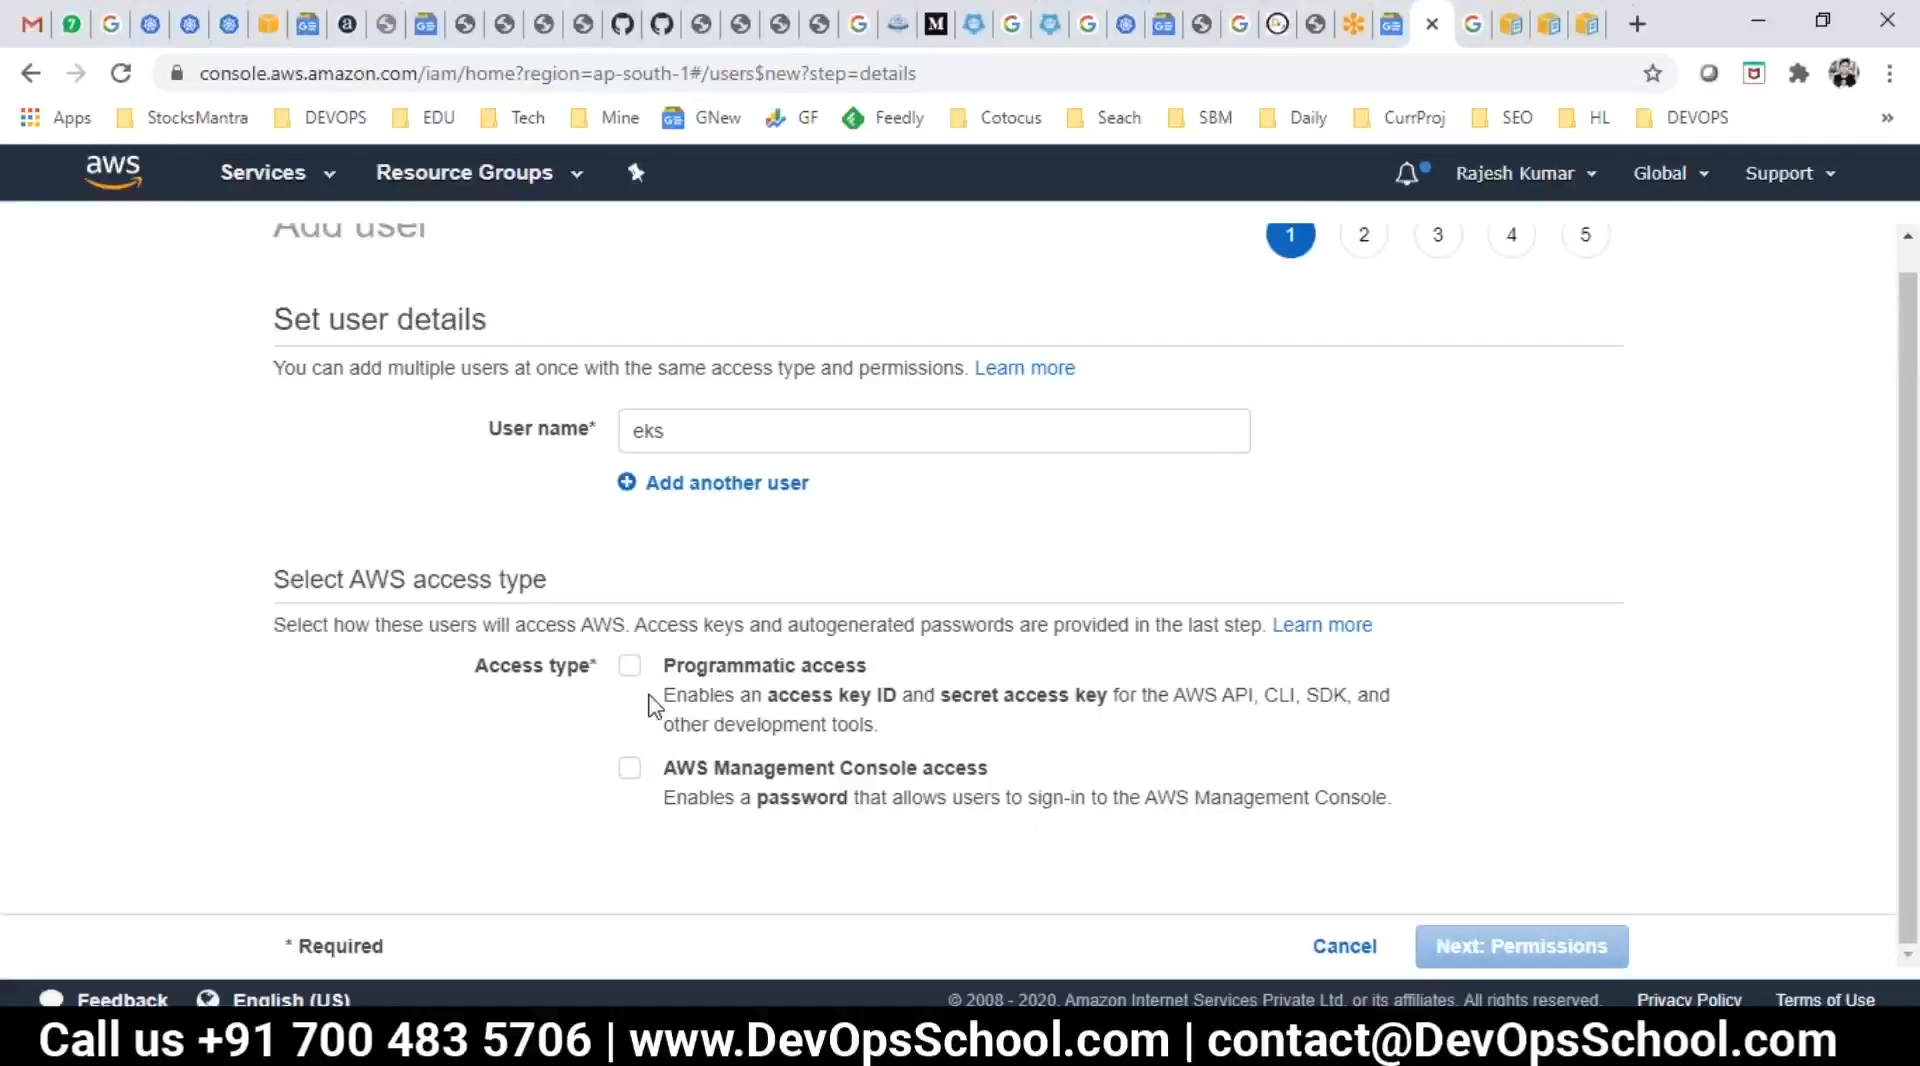 console.aws.amazon.com/iam/home?region=ap-south-1#/users$new?step=details
Apps StocksMantra DEVOPS EDU Tech Mine GNew GF Feedly Cotocus Seach SBM Daily CurrProj SEO HL DEVOPS »
aws Services Resource Groups Rajesh Kumar Global Support
Add user 1 2 3 4 5
Set user details
You can add multiple users at once with the same access type and permissions. Learn more
User name* eks
Add another user
Select AWS access type
Select how these users will access AWS. Access keys and autogenerated passwords are provided in the last step. Learn more
Access type* Programmatic access
Enables an access key ID and secret access key for the AWS API, CLI, SDK, and
other development tools.
AWS Management Console access
Enables a password that allows users to sign-in to the AWS Management Console.
* Required Cancel Next: Permissions
Feedback English (US) © 2008 - 2020, Amazon Internet Services Private Ltd. or its affiliates. All rights reserved. Privacy Policy Terms of Use
Call us +91 700 483 5706 | www.DevOpsSchool.com | contact@DevOpsSchool.com